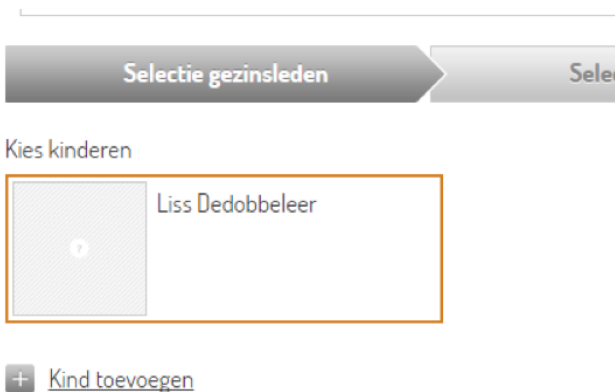 Selectie gezinsleden
Kies kinderen
Liss Dedobbeleer
?
+ Kind toevoegen